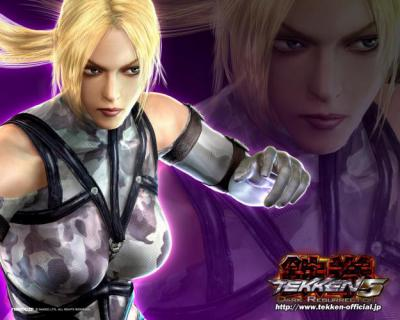 鉄拳
TEKKEN 5
DARK RESURRECTION
http://www.tekken-official.jp